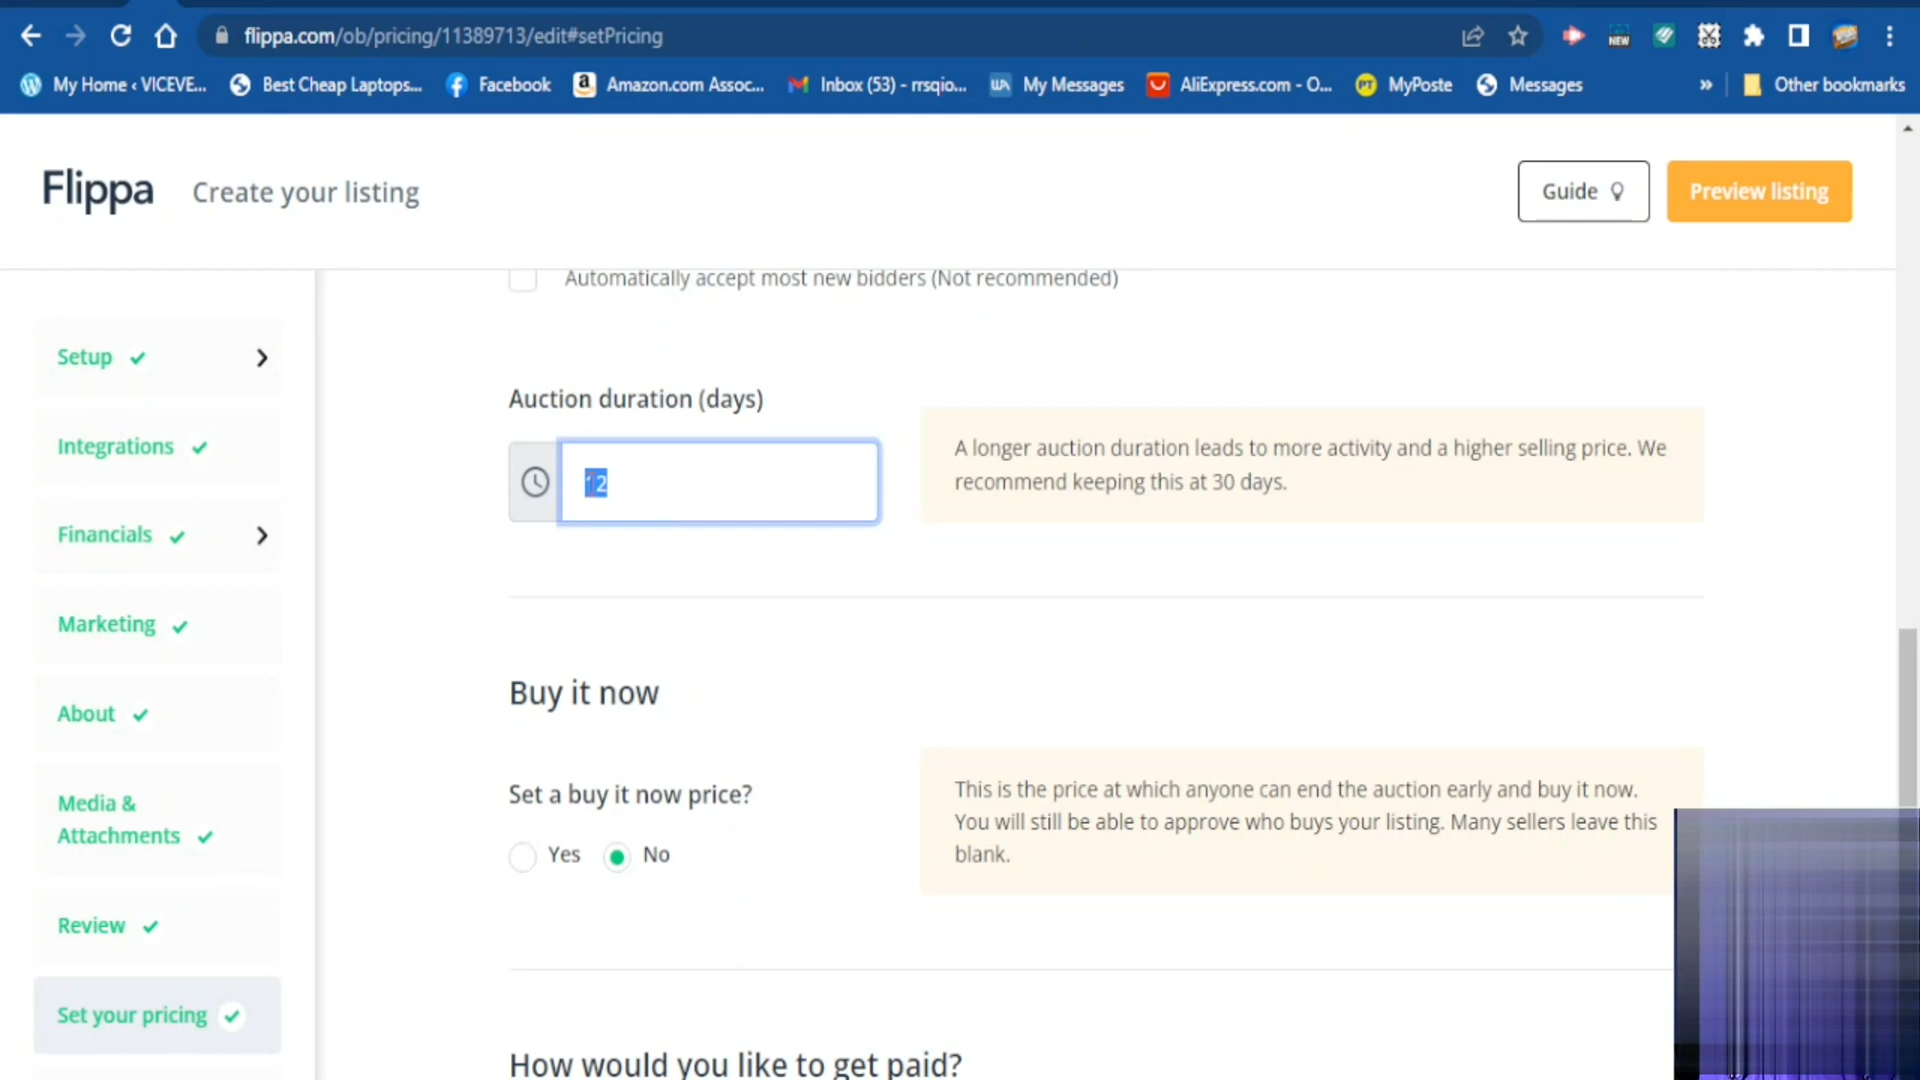 flippa.com/ob/pricing/11389713/edit#setPricing
NEW
My Home ‹ VICEVE...
Best Cheap Laptops...
Facebook
Amazon.com Assoc...
Inbox (53) - rrsqio...
My Messages
AliExpress.com - O...
PT
MyPoste
Messages
»
Other bookmarks
Flippa
Create your listing
Guide
Preview listing
Automatically accept most new bidders (Not recommended)
Setup
Integrations
Financials
Marketing
About
Media &
Attachments
Review
Set your pricing
Auction duration (days)
12
A longer auction duration leads to more activity and a higher selling price. We
recommend keeping this at 30 days.
Buy it now
Set a buy it now price?
Yes
No
This is the price at which anyone can end the auction early and buy it now.
You will still be able to approve who buys your listing. Many sellers leave this
blank.
How would you like to get paid?